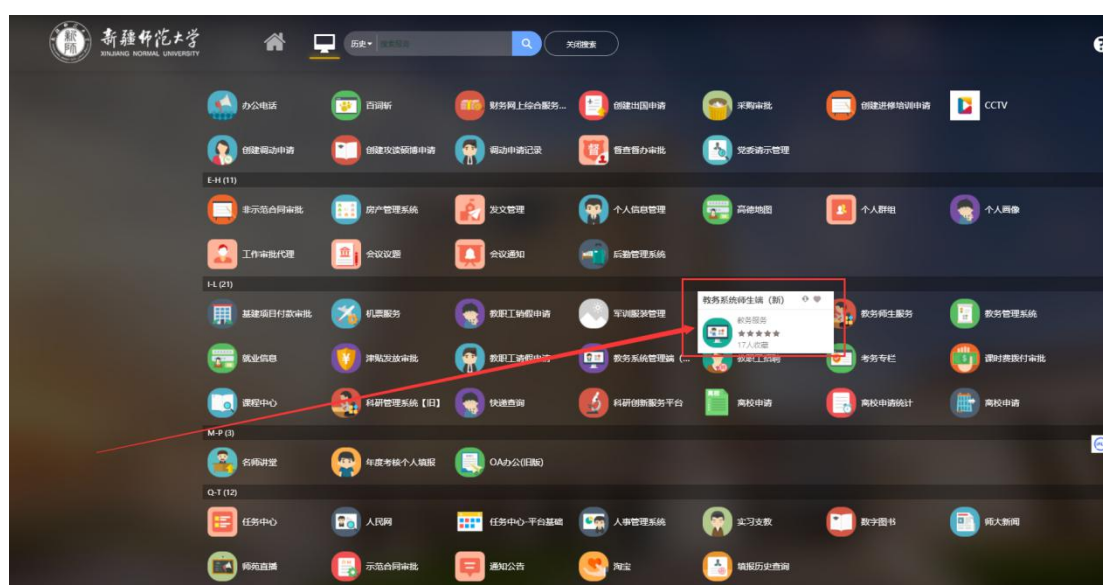 新疆师范大学
XINJIANG NORMAL UNIVERSITY
历史 搜索服务 关闭搜索
办公电话 百词斩 财务网上综合服务... 创建出国申请 采购审批 创建进修培训申请 CCTV
创建调动申请 创建攻读硕博申请 调动申请记录 督查督办审批 党委请示管理
E-H (11)
非示范合同审批 房产管理系统 发文管理 个人信息管理 高德地图 个人群组 个人画像
工作审批代理 会议议题 会议通知 后勤管理系统
I-L (21)
教务系统师生端（新）
教务服务
17人收藏
基建项目付款审批 机票服务 教职工销假申请 军训服装管理 教务师生服务 教务管理系统
就业信息 津贴发放审批 教职工请假申请 教务系统管理端（... 教职工招聘 考务专栏 课时费拨付审批
课程中心 科研管理系统【旧】 快递查询 科研创新服务平台 离校申请 离校申请统计 离校申请
M-P (3)
名师讲堂 年度考核个人填报 OA办公(旧版)
Q-T (12)
任务中心 人民网 任务中心-平台基础 人事管理系统 实习支教 数字图书 师大新闻
师苑直播 示范合同审批 通知公告 淘宝 填报历史查询